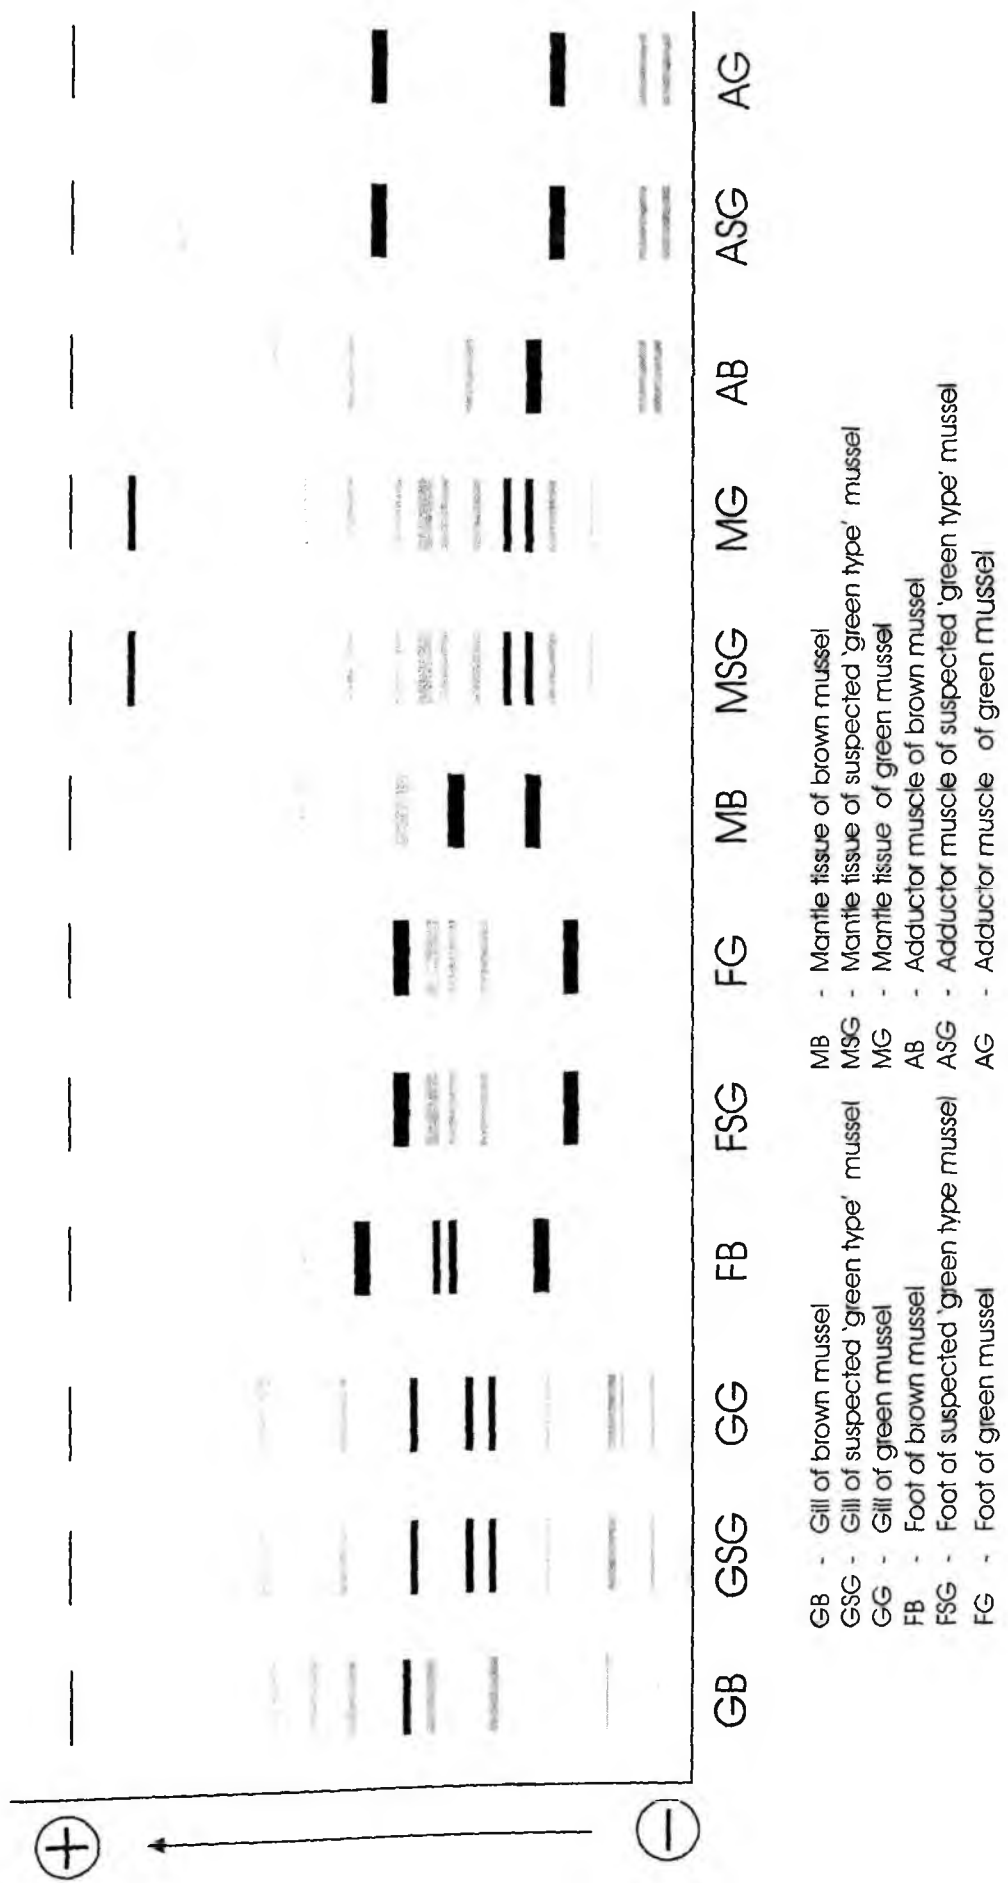 +
−
GB GSG GG FB FSG FG MB MSG MG AB ASG AG
GB - Gill of brown mussel
GSG - Gill of suspected 'green type' mussel
GG - Gill of green mussel
FB - Foot of brown mussel
FSG - Foot of suspected 'green type mussel
FG - Foot of green mussel
MB - Mantle tissue of brown mussel
MSG - Mantle tissue of suspected 'green type' mussel
MG - Mantle tissue of green mussel
AB - Adductor muscle of brown mussel
ASG - Adductor muscle of suspected 'green type' mussel
AG - Adductor muscle of green mussel